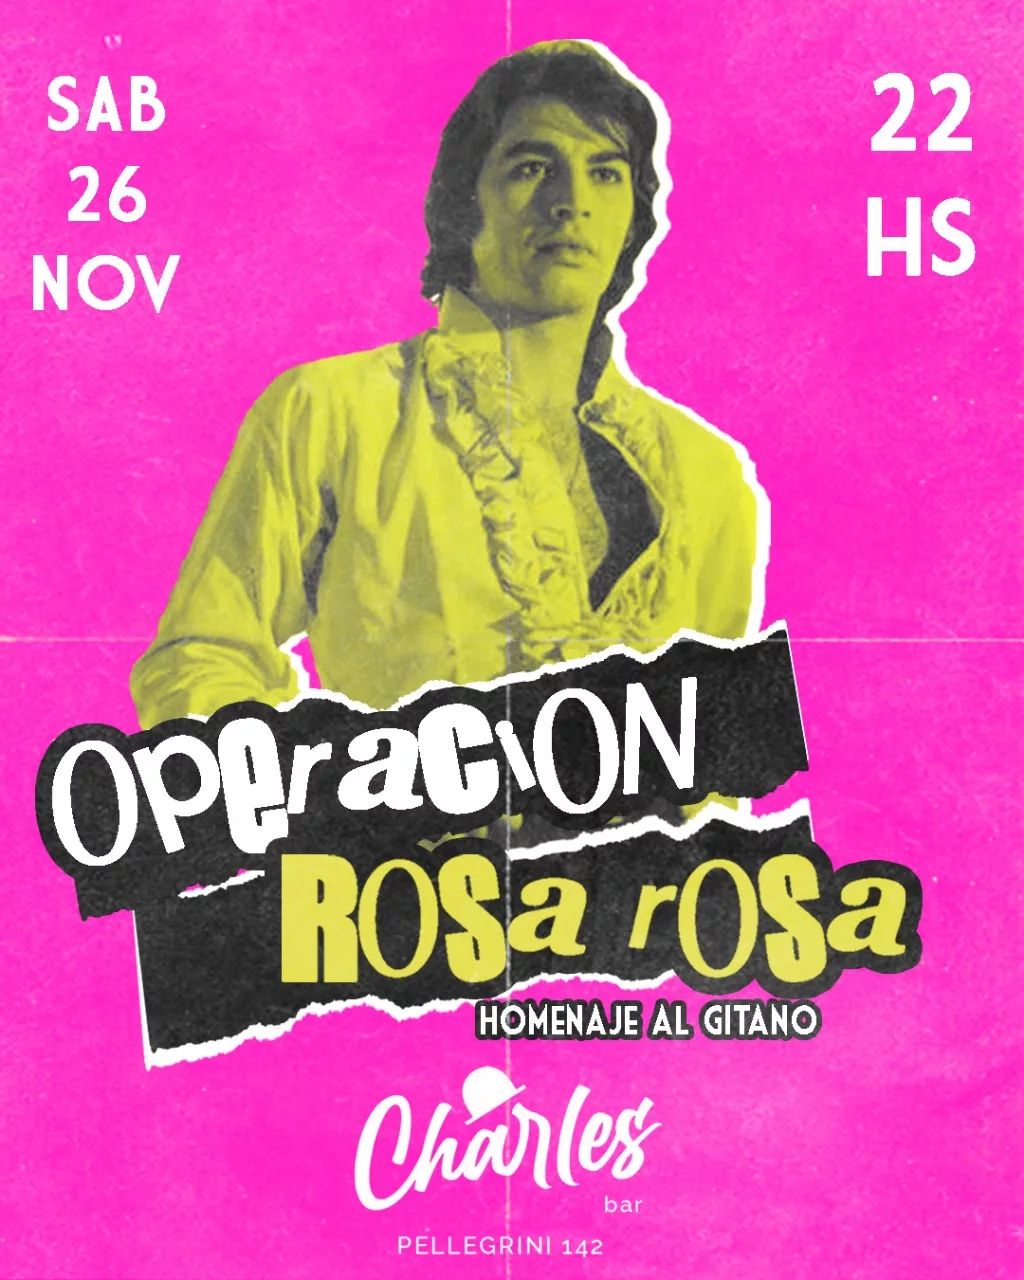 SAB
26
NOV
22
HS
OPeraciON
ROSa rOSa
HOMENAJE AL GITANO
Charles
bar
PELLEGRINI 142